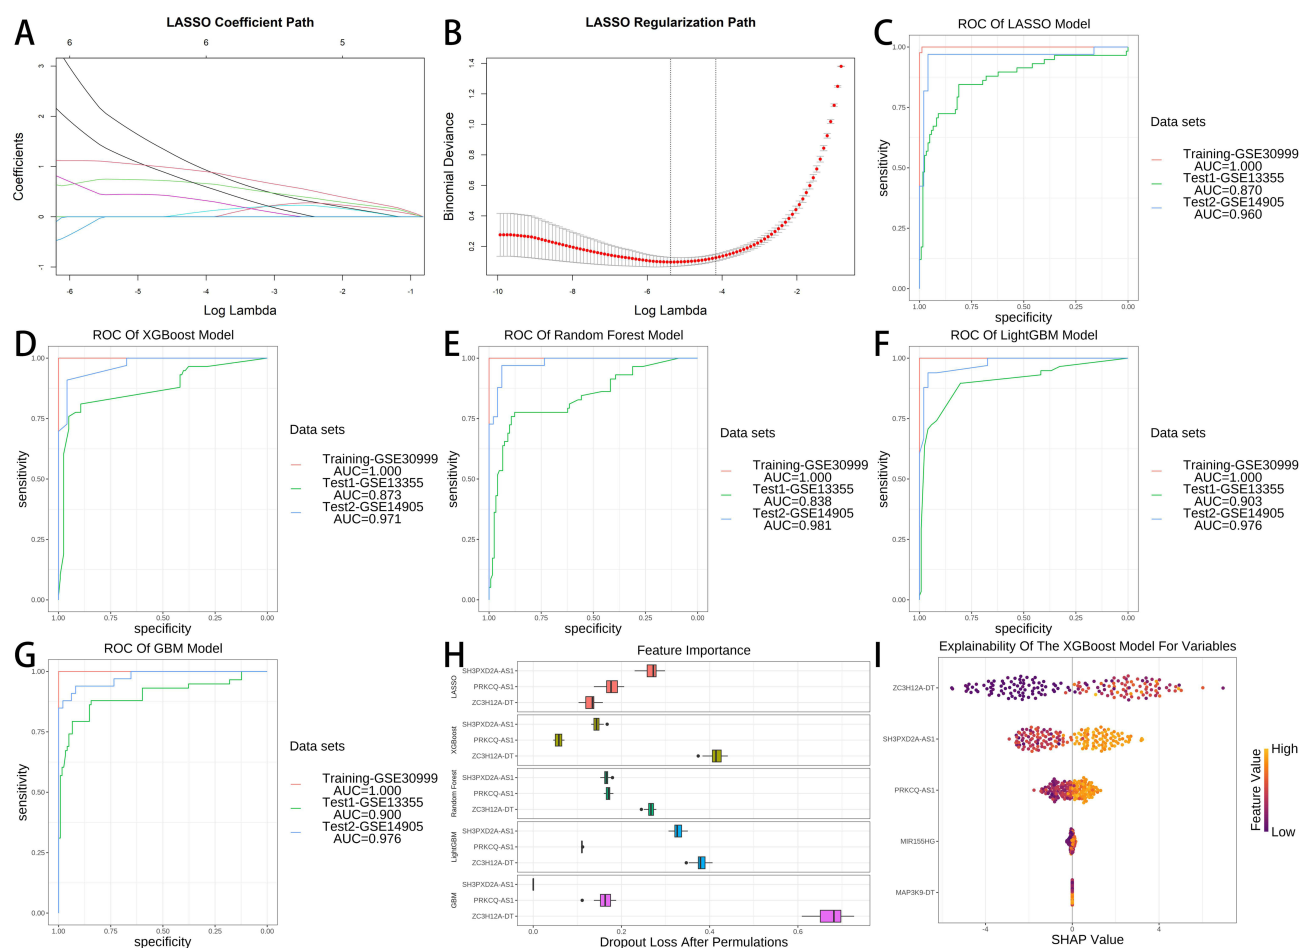 A
LASSO Coefficient Path
6 6 5
Coefficients
3
2
1
0
-1
-6 -5 -4 -3 -2 -1
Log Lambda
B
LASSO Regularization Path
Binomial Deviance
1.4
1.2
1.0
0.8
0.6
0.4
0.2
-10 -8 -6 -4 -2
Log Lambda
C
ROC Of LASSO Model
sensitivity
1.00
0.75
0.50
0.25
0.00
1.00 0.75 0.50 0.25 0.00
specificity
Data sets
Training-GSE30999
AUC=1.000
Test1-GSE13355
AUC=0.870
Test2-GSE14905
AUC=0.960
D
ROC Of XGBoost Model
sensitivity
1.00
0.75
0.50
0.25
0.00
1.00 0.75 0.50 0.25 0.00
specificity
Data sets
Training-GSE30999
AUC=1.000
Test1-GSE13355
AUC=0.873
Test2-GSE14905
AUC=0.971
E
ROC Of Random Forest Model
sensitivity
1.00
0.75
0.50
0.25
0.00
1.00 0.75 0.50 0.25 0.00
specificity
Data sets
Training-GSE30999
AUC=1.000
Test1-GSE13355
AUC=0.838
Test2-GSE14905
AUC=0.981
F
ROC Of LightGBM Model
sensitivity
1.00
0.75
0.50
0.25
0.00
1.00 0.75 0.50 0.25 0.00
specificity
Data sets
Training-GSE30999
AUC=1.000
Test1-GSE13355
AUC=0.903
Test2-GSE14905
AUC=0.976
G
ROC Of GBM Model
sensitivity
1.00
0.75
0.50
0.25
0.00
1.00 0.75 0.50 0.25 0.00
specificity
Data sets
Training-GSE30999
AUC=1.000
Test1-GSE13355
AUC=0.900
Test2-GSE14905
AUC=0.976
H
Feature Importance
LASSO
SH3PXD2A-AS1
PRKCQ-AS1
ZC3H12A-DT
XGBoost
SH3PXD2A-AS1
PRKCQ-AS1
ZC3H12A-DT
Random Forest
SH3PXD2A-AS1
PRKCQ-AS1
ZC3H12A-DT
LightGBM
SH3PXD2A-AS1
PRKCQ-AS1
ZC3H12A-DT
GBM
SH3PXD2A-AS1
PRKCQ-AS1
ZC3H12A-DT
0.0 0.2 0.4 0.6
Dropout Loss After Permulations
I
Explainability Of The XGBoost Model For Variables
ZC3H12A-DT
SH3PXD2A-AS1
PRKCQ-AS1
MIR155HG
MAP3K9-DT
-4 0 4
SHAP Value
Feature Value
High
Low